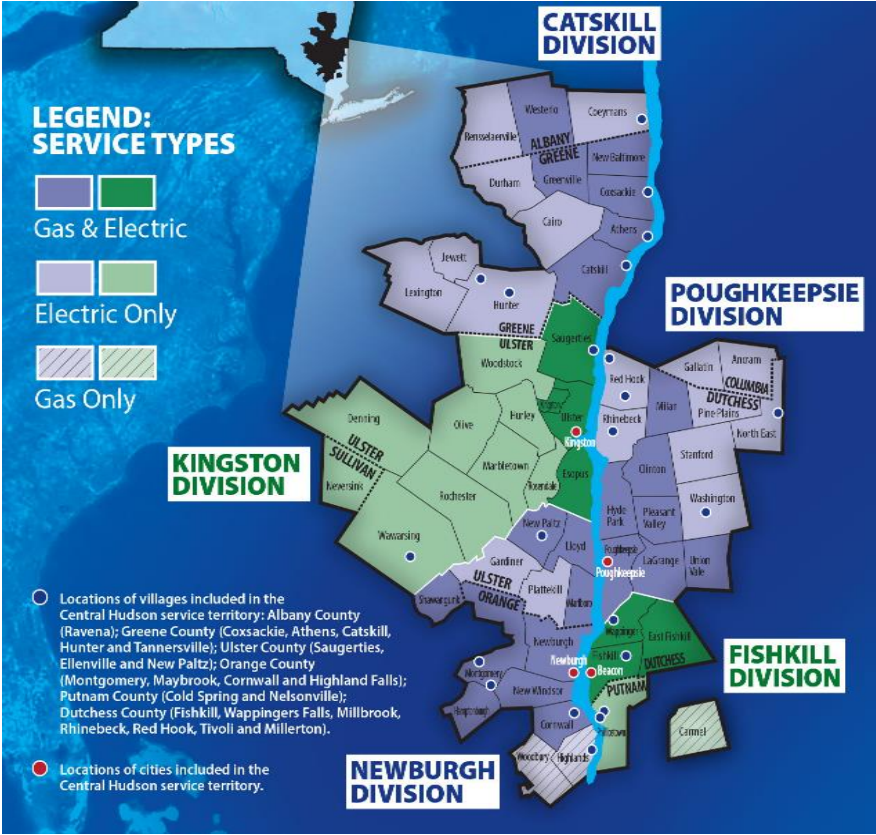 CATSKILL
DIVISION
LEGEND:
SERVICE TYPES
Gas & Electric
Electric Only
Gas Only
Westerlo
Coeymans
Rensselaerville
ALBANY
GREENE
New Baltimore
Durham
Greenville
Coxsackie
Cairo
Athens
Catskill
Jewett
Lexington
Hunter
GREENE
ULSTER
POUGHKEEPSIE
DIVISION
Saugerties
Woodstock
Gallatin
Ancram
COLUMBIA
DUTCHESS
Red Hook
Milan
Pine Plains
Rhinebeck
North East
Denning
Olive
Hurley
Kingston
Ulster
Kingston
ULSTER
SULLIVAN
Neversink
KINGSTON
DIVISION
Marbletown
Rosendale
Esopus
Clinton
Stanford
Washington
Rochester
Hyde
Park
Pleasant
Valley
Wawarsing
New Paltz
Lloyd
Poughkeepsie
Poughkeepsie
LaGrange
Union
Vale
Gardiner
ULSTER
ORANGE
Plattekill
Marlboro
Shawangunk
Locations of villages included in the
Central Hudson service territory: Albany County
(Ravena); Greene County (Coxsackie, Athens, Catskill,
Hunter and Tannersville); Ulster County (Saugerties,
Ellenville and New Paltz); Orange County
(Montgomery, Maybrook, Cornwall and Highland Falls);
Putnam County (Cold Spring and Nelsonville);
Dutchess County (Fishkill, Wappingers Falls, Millbrook,
Rhinebeck, Red Hook, Tivoli and Millerton).
Locations of cities included in the
Central Hudson service territory.
Wappinger
East Fishkill
Newburgh
Fishkill
DUTCHESS
Newburgh
Beacon
FISHKILL
DIVISION
Montgomery
New Windsor
PUTNAM
Hamptonburgh
Cornwall
Philipstown
Carmel
Woodbury
Highlands
NEWBURGH
DIVISION